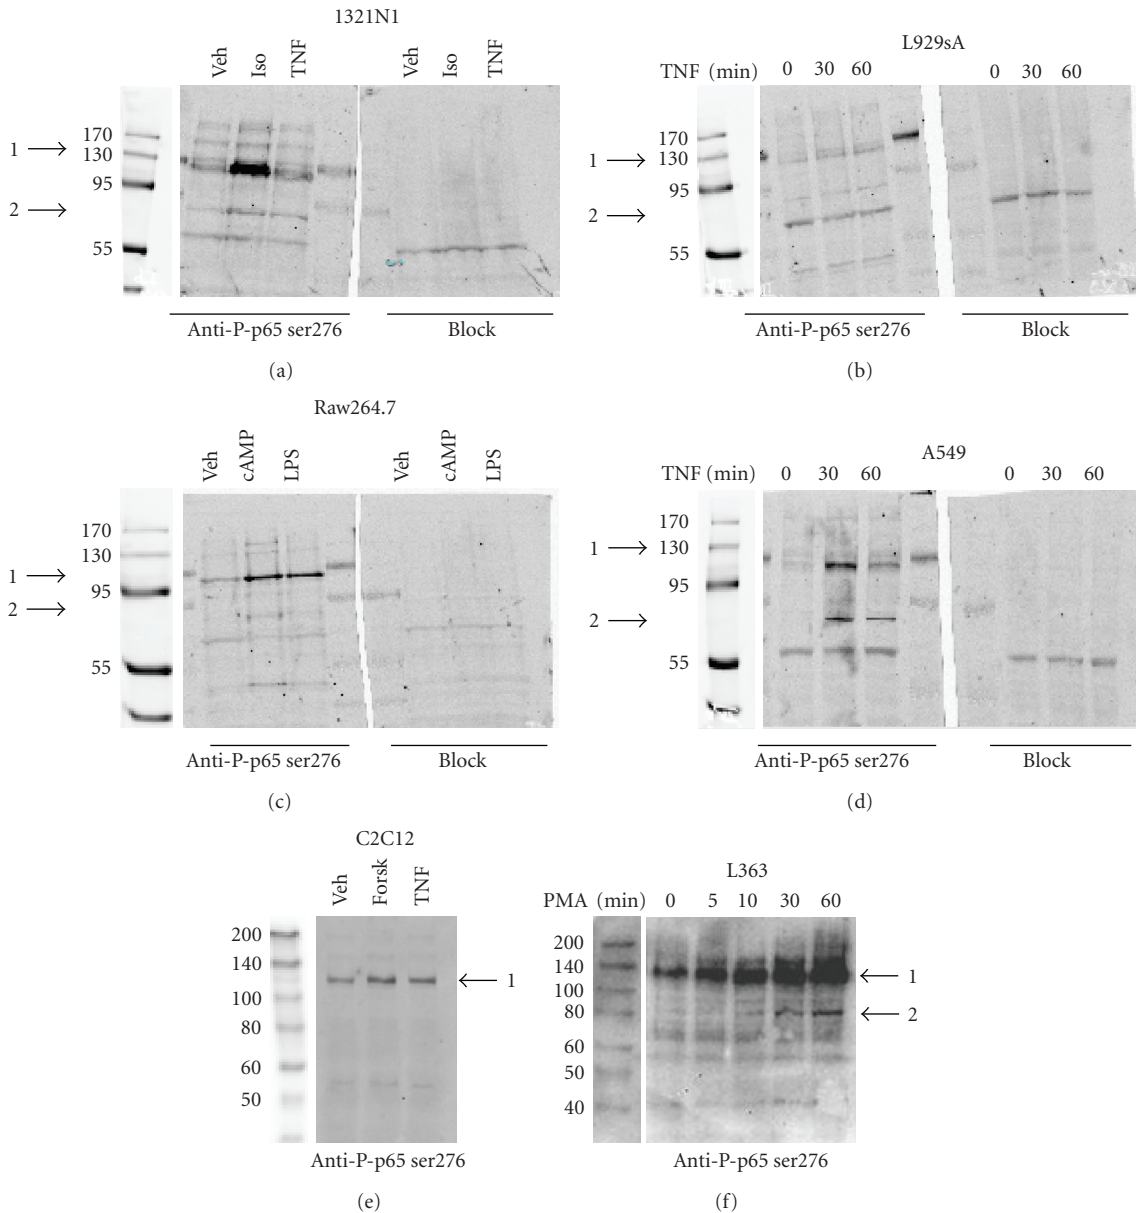 1321N1
Veh Iso TNF Veh Iso TNF
170
130
95
55
1
2
Anti-P-p65 ser276 Block
(a)
L929sA
TNF (min) 0 30 60 0 30 60
170
130
95
55
1
2
Anti-P-p65 ser276 Block
(b)
Raw264.7
Veh cAMP LPS Veh cAMP LPS
170
130
95
55
1
2
Anti-P-p65 ser276 Block
(c)
A549
TNF (min) 0 30 60 0 30 60
170
130
95
55
1
2
Anti-P-p65 ser276 Block
(d)
C2C12
Veh Forsk TNF
200
140
100
80
60
50
1
Anti-P-p65 ser276
(e)
L363
PMA (min) 0 5 10 30 60
200
140
100
80
60
50
40
1
2
Anti-P-p65 ser276
(f)